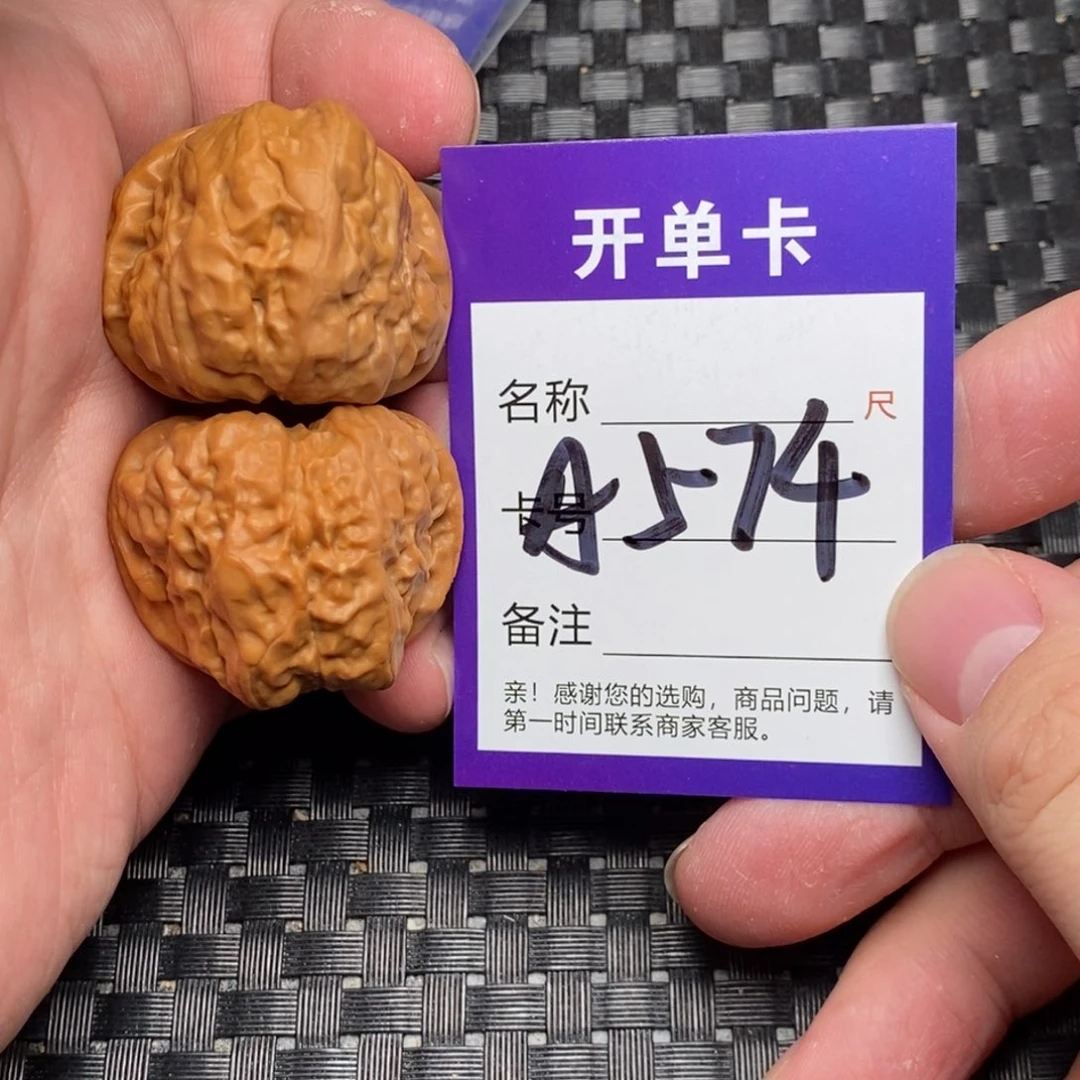 开单卡
名称 尺
卡号 A574
备注
亲！感谢您的选购，商品问题，请
第一时间联系商家客服。